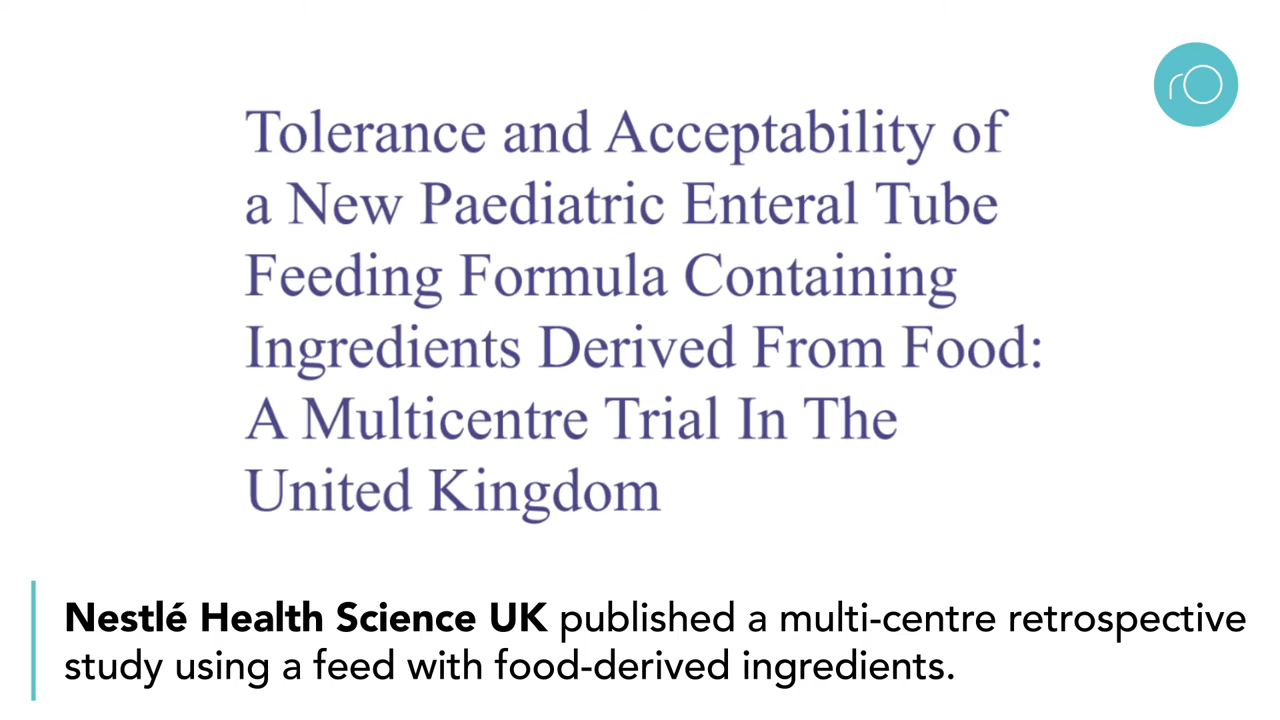 rO
Tolerance and Acceptability of
a New Paediatric Enteral Tube
Feeding Formula Containing
Ingredients Derived From Food:
A Multicentre Trial In The
United Kingdom
Nestlé Health Science UK published a multi-centre retrospective
study using a feed with food-derived ingredients.